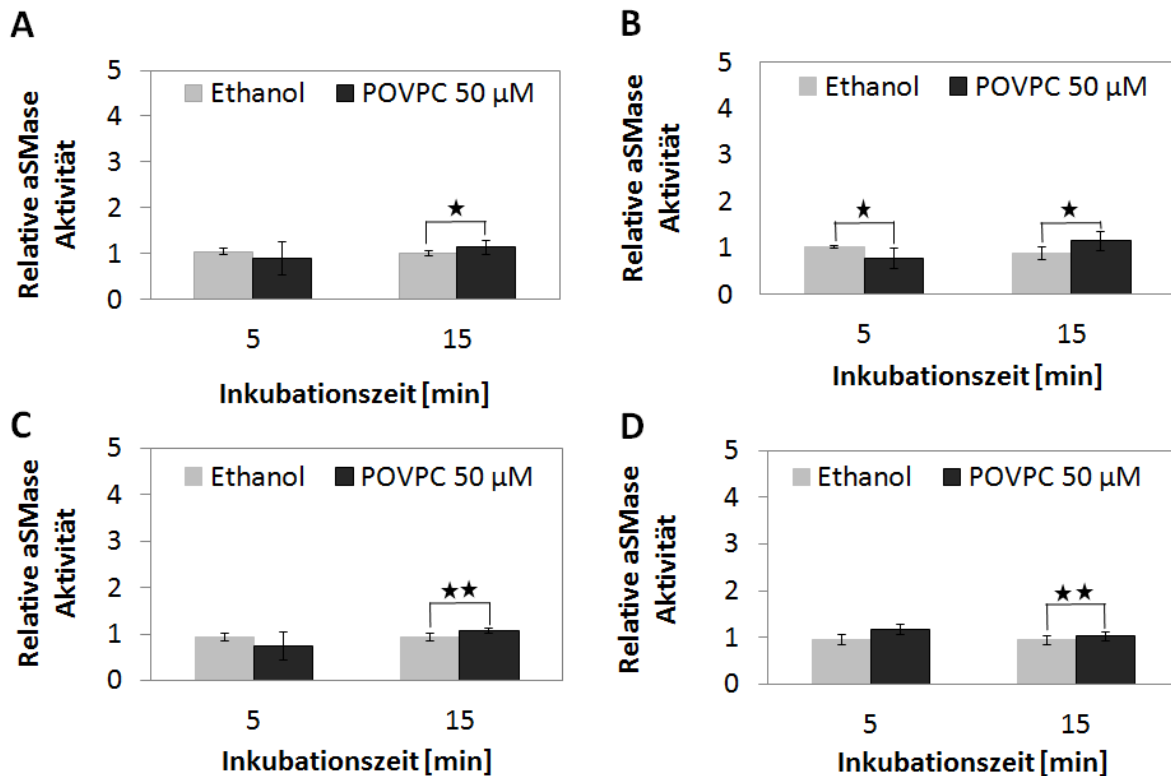 A
Relative aSMase
Aktivität
5
4
3
2
1
0
Ethanol POVPC 50 µM
★
5 15
Inkubationszeit [min]
B
Relative aSMase
Aktivität
5
4
3
2
1
0
Ethanol POVPC 50 µM
★ ★
5 15
Inkubationszeit [min]
C
Relative aSMase
Aktivität
5
4
3
2
1
0
Ethanol POVPC 50 µM
★★
5 15
Inkubationszeit [min]
D
Relative aSMase
Aktivität
5
4
3
2
1
0
Ethanol POVPC 50 µM
★★
5 15
Inkubationszeit [min]